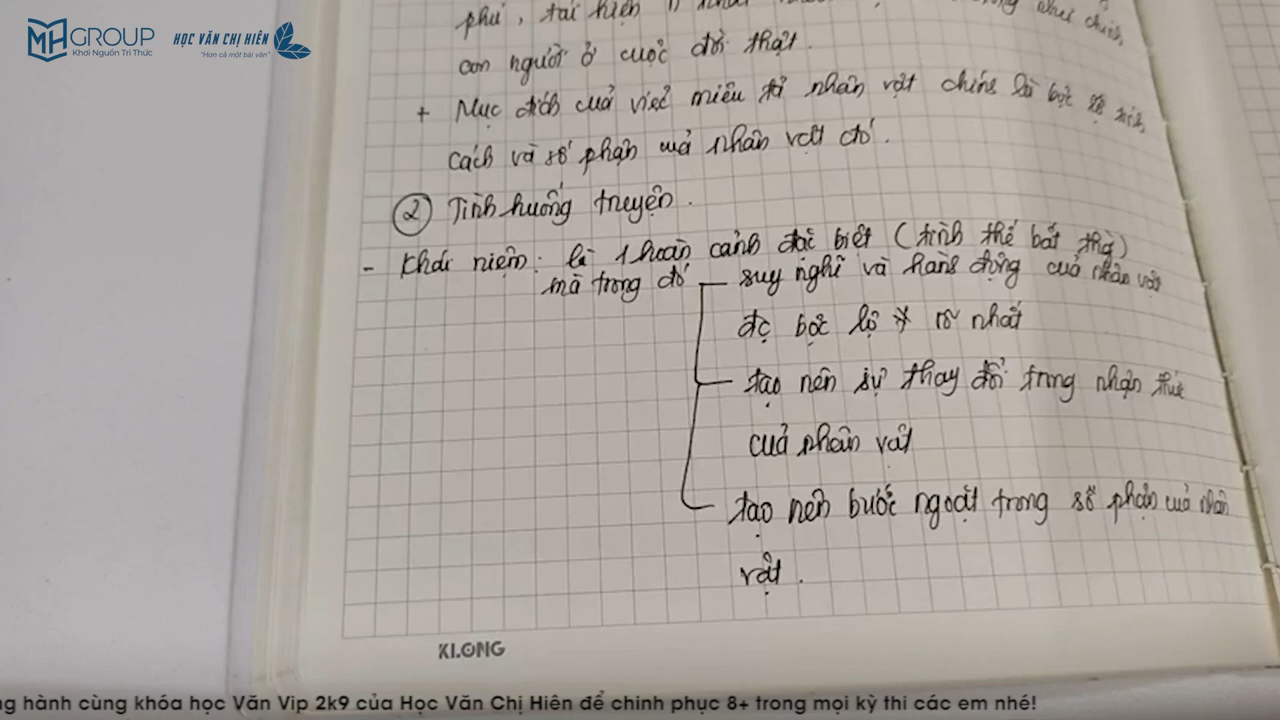 MH GROUP
Khơi Nguồn Tri Thức
HỌC VĂN CHỊ HIÊN
"Hơn cả một bài văn"
phú, tái hiện
như chính
con người ở cuộc đời thật.
+ Mục đích của việc miêu tả nhân vật chính là bộc lộ tính
cách và số phận của nhân vật đó.
② Tình huống truyện.
- Khái niệm: là 1 hoàn cảnh đặc biệt (tình thế bất thg)
mà trong đó
suy nghĩ và hành động của nhân vật
đc bộc lộ rõ nhất
tạo nên sự thay đổi trong nhận thức
của nhân vật
tạo nên bước ngoặt trong số phận của nhân
vật.
KLONG
ng hành cùng khóa học Văn Vip 2k9 của Học Văn Chị Hiên để chinh phục 8+ trong mọi kỳ thi các em nhé!